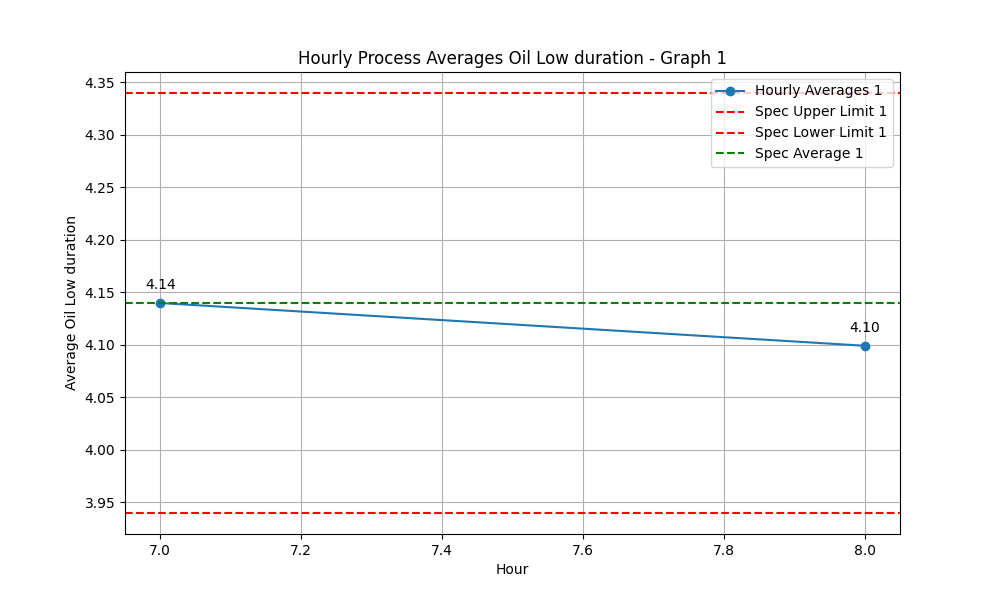 Hourly Process Averages Oil Low duration - Graph 1
4.35
4.30
4.25
4.20
4.15
4.10
4.05
4.00
3.95
Average Oil Low duration
Hourly Averages 1
Spec Upper Limit 1
Spec Lower Limit 1
Spec Average 1
4.14
4.10
7.0 7.2 7.4 7.6 7.8 8.0
Hour